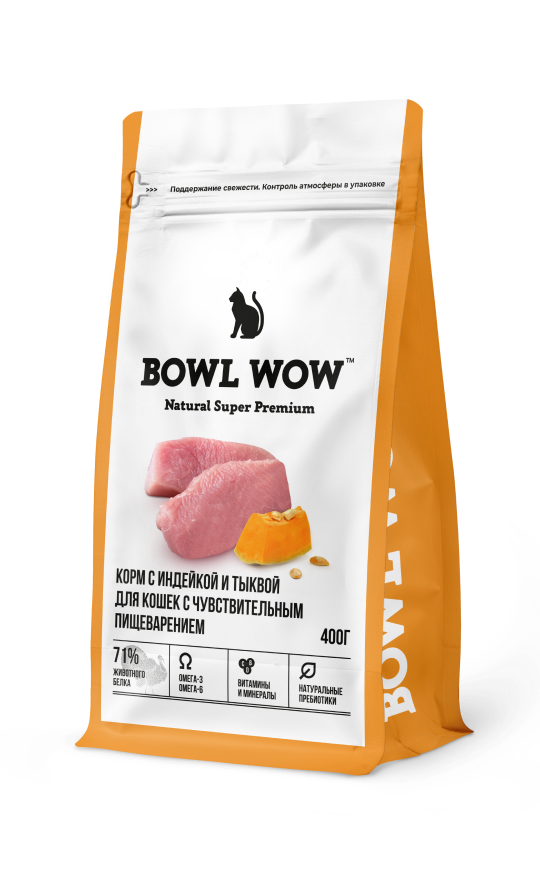 >>> Поддержание свежести. Контроль атмосферы в упаковке
BOWL WOW™
Natural Super Premium
КОРМ С ИНДЕЙКОЙ И ТЫКВОЙ
ДЛЯ КОШЕК С ЧУВСТВИТЕЛЬНЫМ
ПИЩЕВАРЕНИЕМ
400Г
71%
ЖИВОТНОГО
БЕЛКА
ОМЕГА-3
ОМЕГА-6
ВИТАМИНЫ
И МИНЕРАЛЫ
НАТУРАЛЬНЫЕ
ПРЕБИОТИКИ
BOWL W